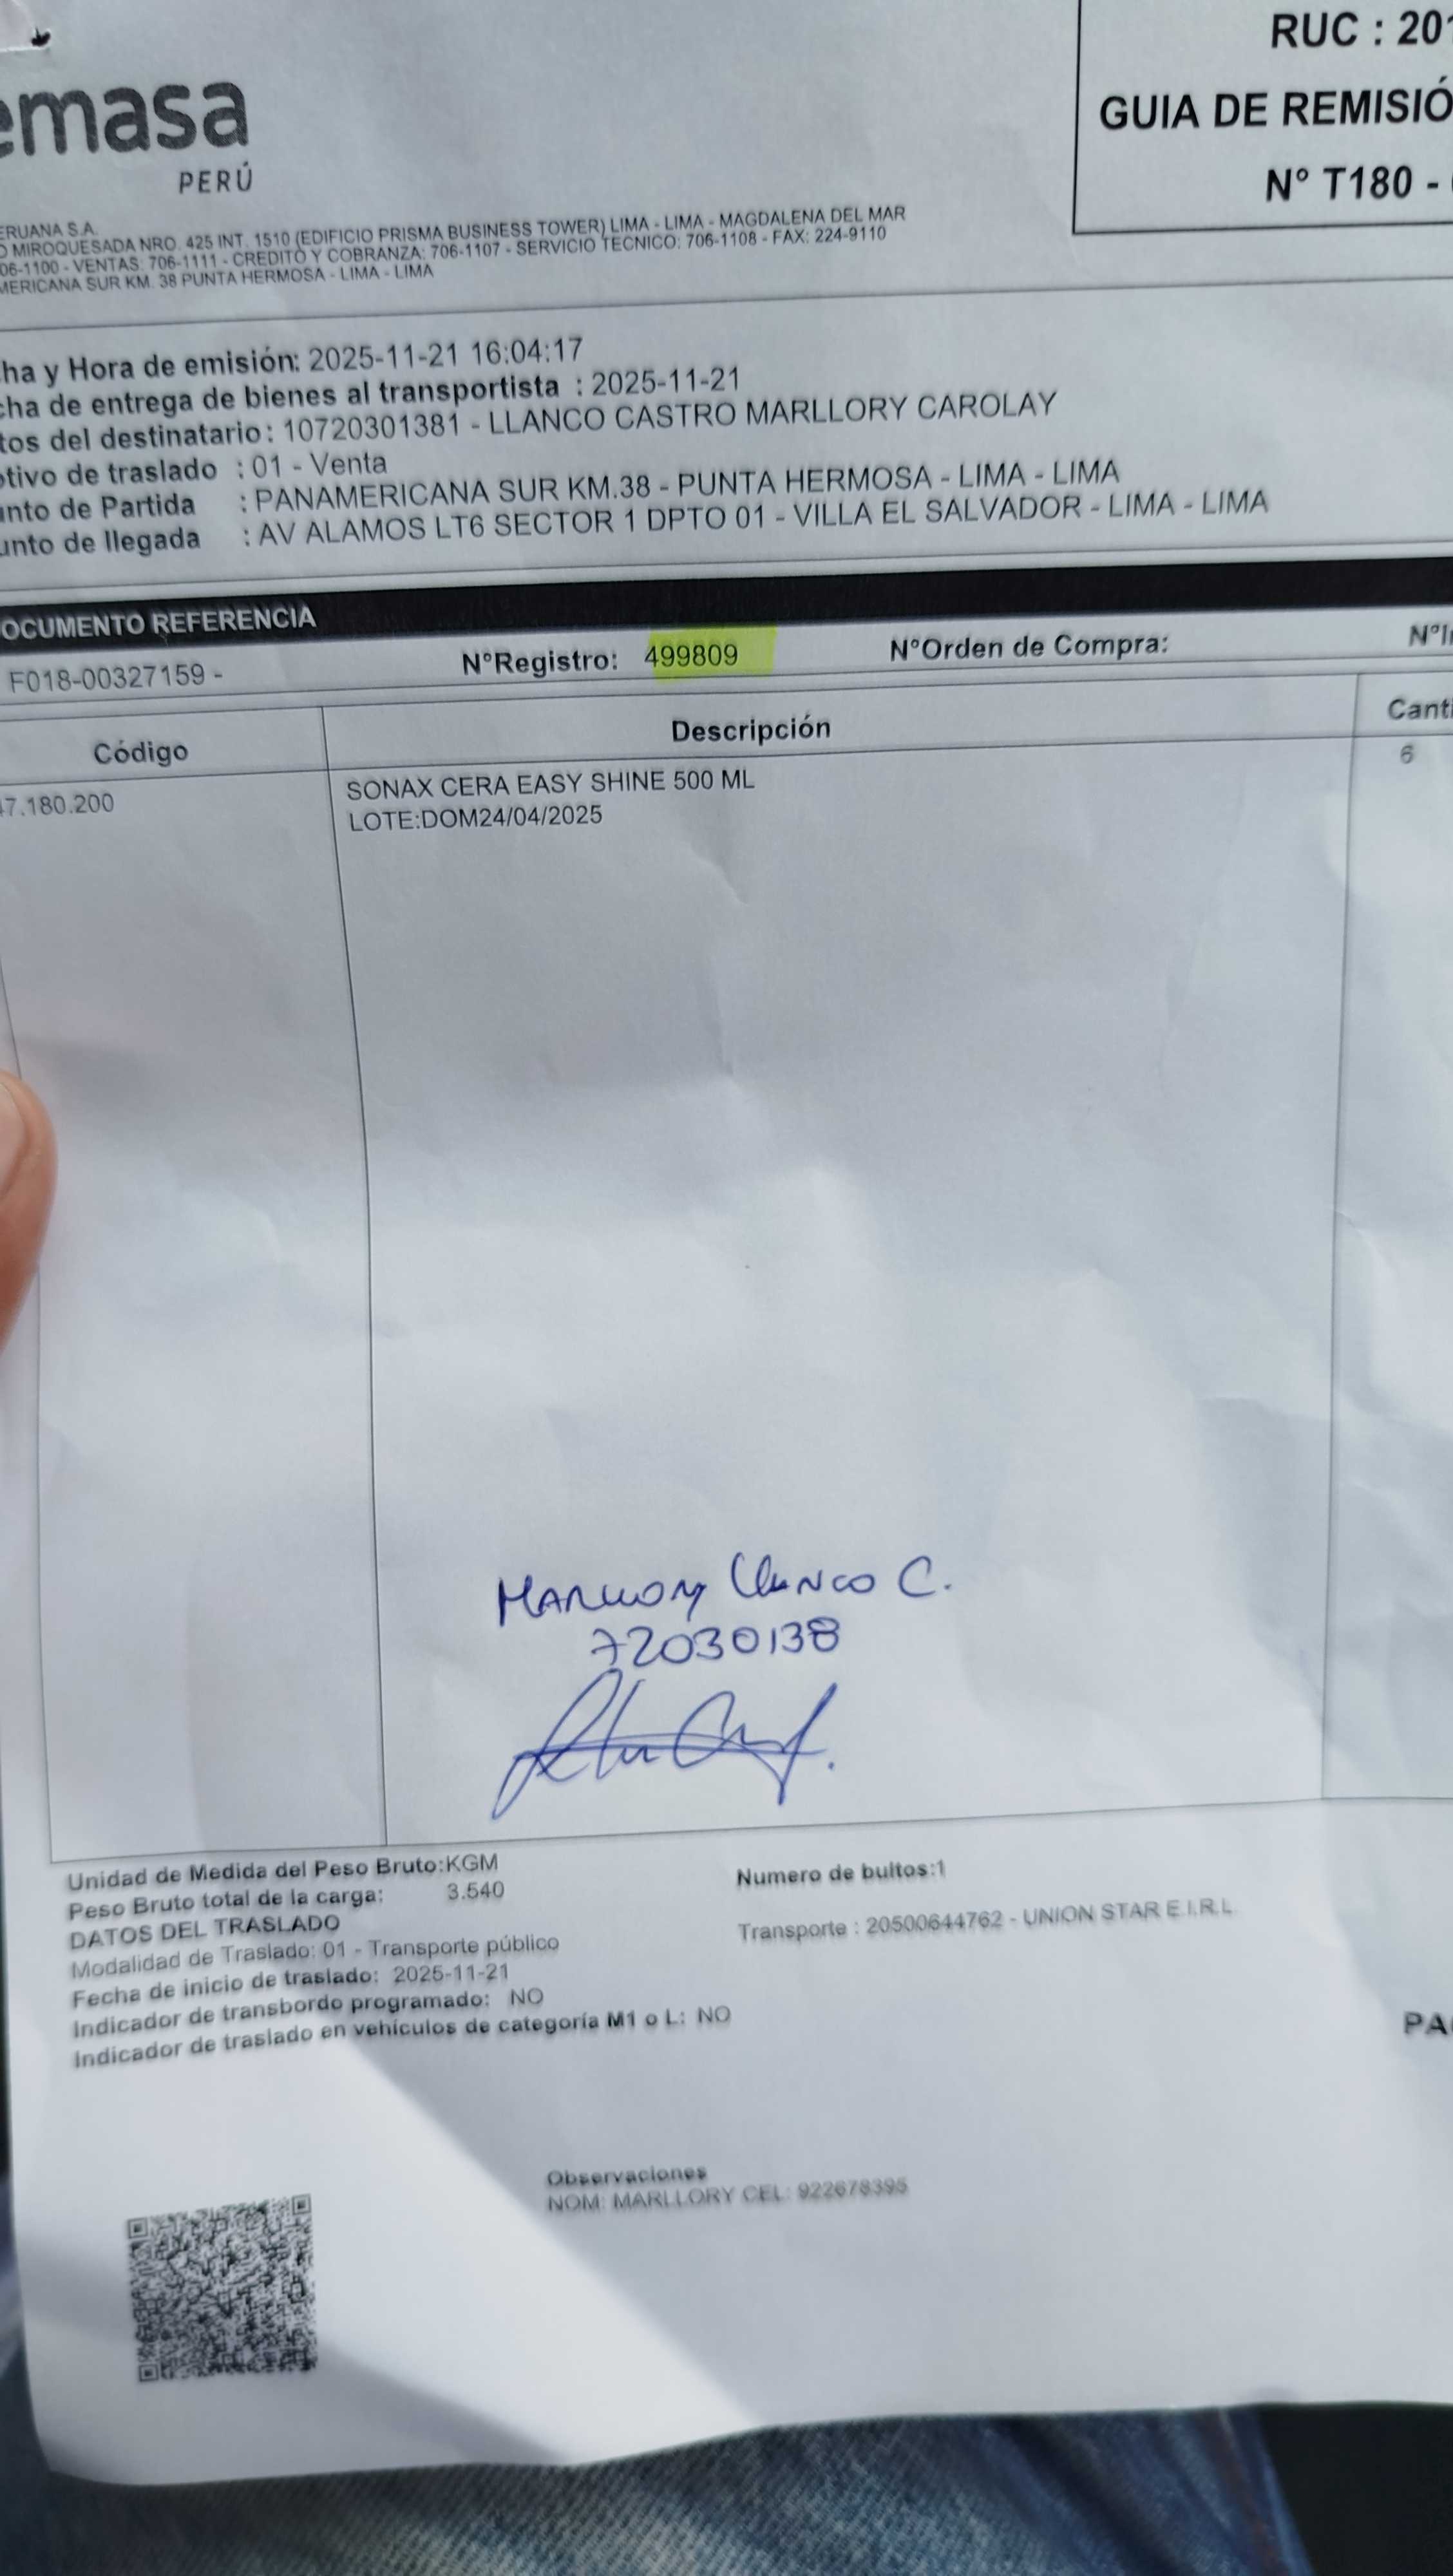 RUC : 201
emasa
GUIA DE REMISIÓ
PERÚ
N° T180 -
ERUANA S.A.
O MIROQUESADA NRO. 425 INT. 1510 (EDIFICIO PRISMA BUSINESS TOWER) LIMA - LIMA - MAGDALENA DEL MAR
06-1100 - VENTAS: 706-1111 - CREDITO Y COBRANZA: 706-1107 - SERVICIO TECNICO: 706-1108 - FAX: 224-9110
MERICANA SUR KM. 38 PUNTA HERMOSA - LIMA - LIMA
ha y Hora de emisión: 2025-11-21 16:04:17
cha de entrega de bienes al transportista : 2025-11-21
tos del destinatario: 10720301381 - LLANCO CASTRO MARLLORY CAROLAY
otivo de traslado : 01 - Venta
unto de Partida : PANAMERICANA SUR KM.38 - PUNTA HERMOSA - LIMA - LIMA
unto de llegada : AV ALAMOS LT6 SECTOR 1 DPTO 01 - VILLA EL SALVADOR - LIMA - LIMA
OCUMENTO REFERENCIA
F018-00327159 - N°Registro: 499809 N°Orden de Compra: N°I
Código Descripción Canti
7.180.200 SONAX CERA EASY SHINE 500 ML 6
LOTE:DOM24/04/2025
MARLLORY LLANCO C.
72030138
Unidad de Medida del Peso Bruto:KGM Numero de bultos:1
Peso Bruto total de la carga: 3.540
DATOS DEL TRASLADO Transporte : 20500644762 - UNION STAR E.I.R.L
Modalidad de Traslado: 01 - Transporte público
Fecha de inicio de traslado: 2025-11-21
Indicador de transbordo programado: NO
Indicador de traslado en vehículos de categoría M1 o L: NO
PA
Observaciones
NOM: MARLLORY CEL: 922678395